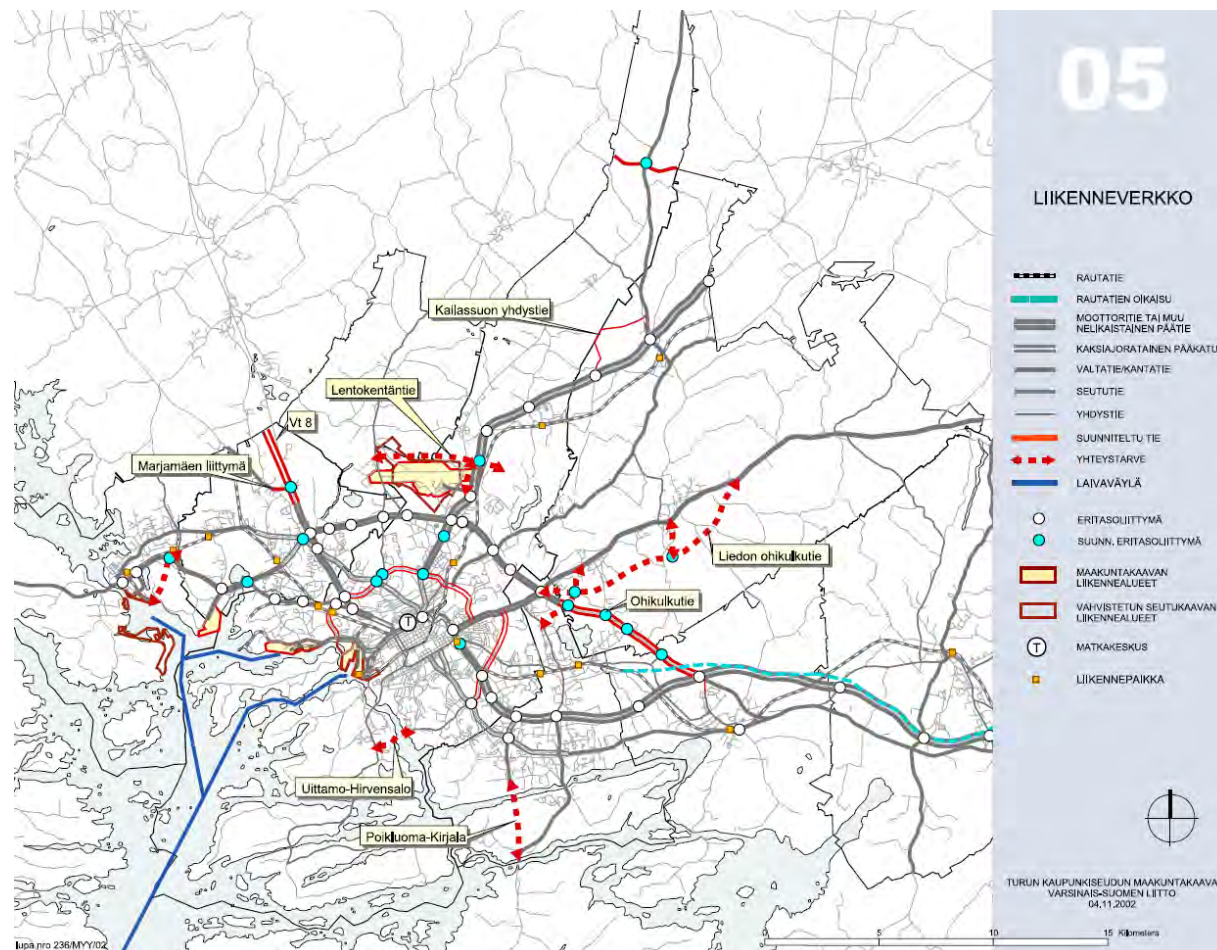 05
LIIKENNEVERKKO
RAUTATIE
RAUTATIEN OIKAISU
MOOTTORITIE TAI MUU
NELIKAISTAINEN PÄÄTIE
KAKSIAJORATAINEN PÄÄKATU
VALTATIE/KANTATIE
SEUTUTIE
YHDYSTIE
SUUNNITELTU TIE
YHTEYSTARVE
LAIVAVÄYLÄ
ERITASOLIITTYMÄ
SUUNN. ERITASOLIITTYMÄ
MAAKUNTAKAAVAN
LIIKENNEALUEET
VAHVISTETUN SEUTUKAAVAN
LIIKENNEALUEET
T
MATKAKESKUS
LIIKENNEPAIKKA
TURUN KAUPUNKISEUDUN MAAKUNTAKAAVA
VARSINAIS-SUOMEN LIITTO
04.11.2002
Kailassuon yhdystie
Lentokentäntie
Vt 8
Marjamäen liittymä
Liedon ohikulkutie
Ohikulkutie
T
Uittamo-Hirvensalo
Poikluoma-Kirjala
lupa nro 236/MYY/02
0 5 10 15 Kilometers